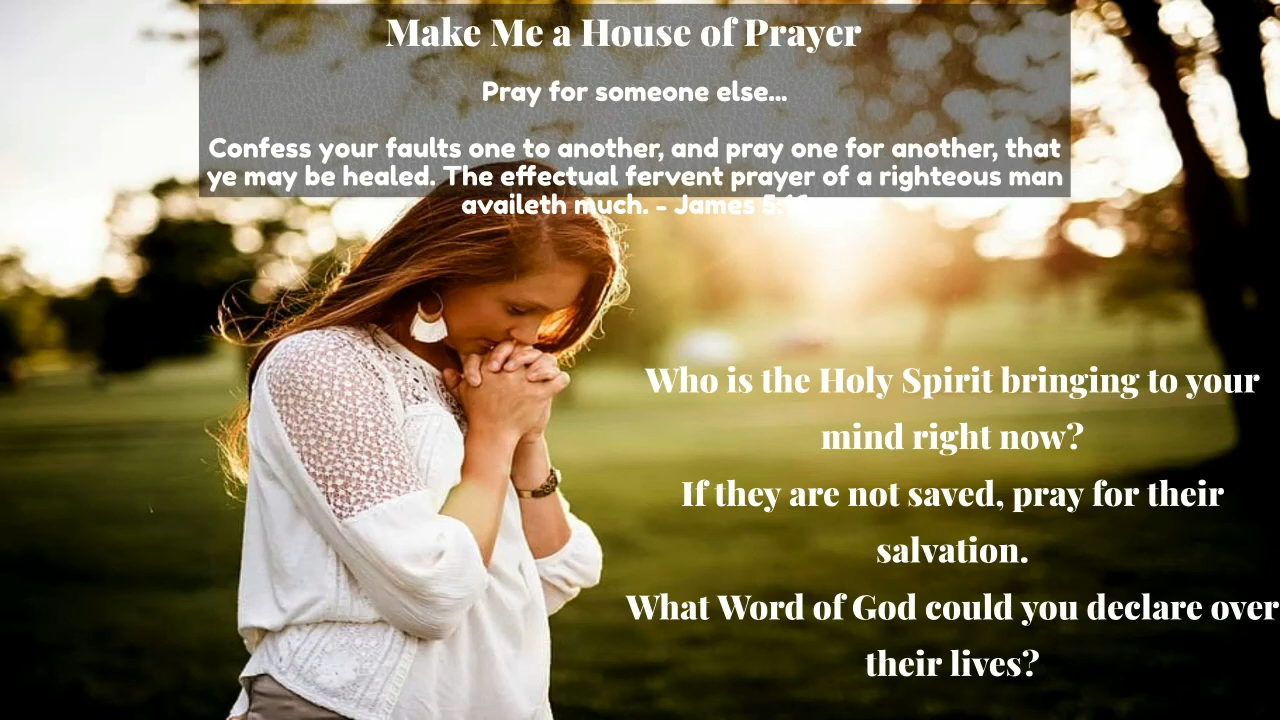 Make Me a House of Prayer
Pray for someone else...
Confess your faults one to another, and pray one for another, that
ye may be healed. The effectual fervent prayer of a righteous man
availeth much. - James 5:16
Who is the Holy Spirit bringing to your
mind right now?
If they are not saved, pray for their
salvation.
What Word of God could you declare over
their lives?